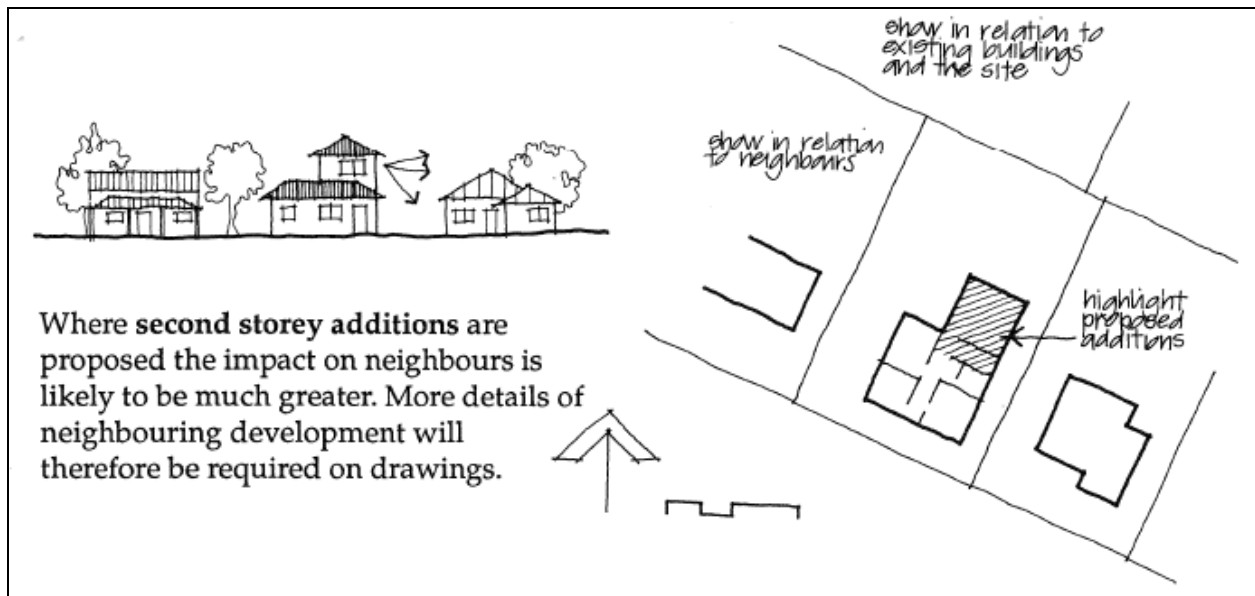 show in relation to
existing buildings
and the site
show in relation
to neighbours
highlight
proposed
additions
Where second storey additions are
proposed the impact on neighbours is
likely to be much greater. More details of
neighbouring development will
therefore be required on drawings.